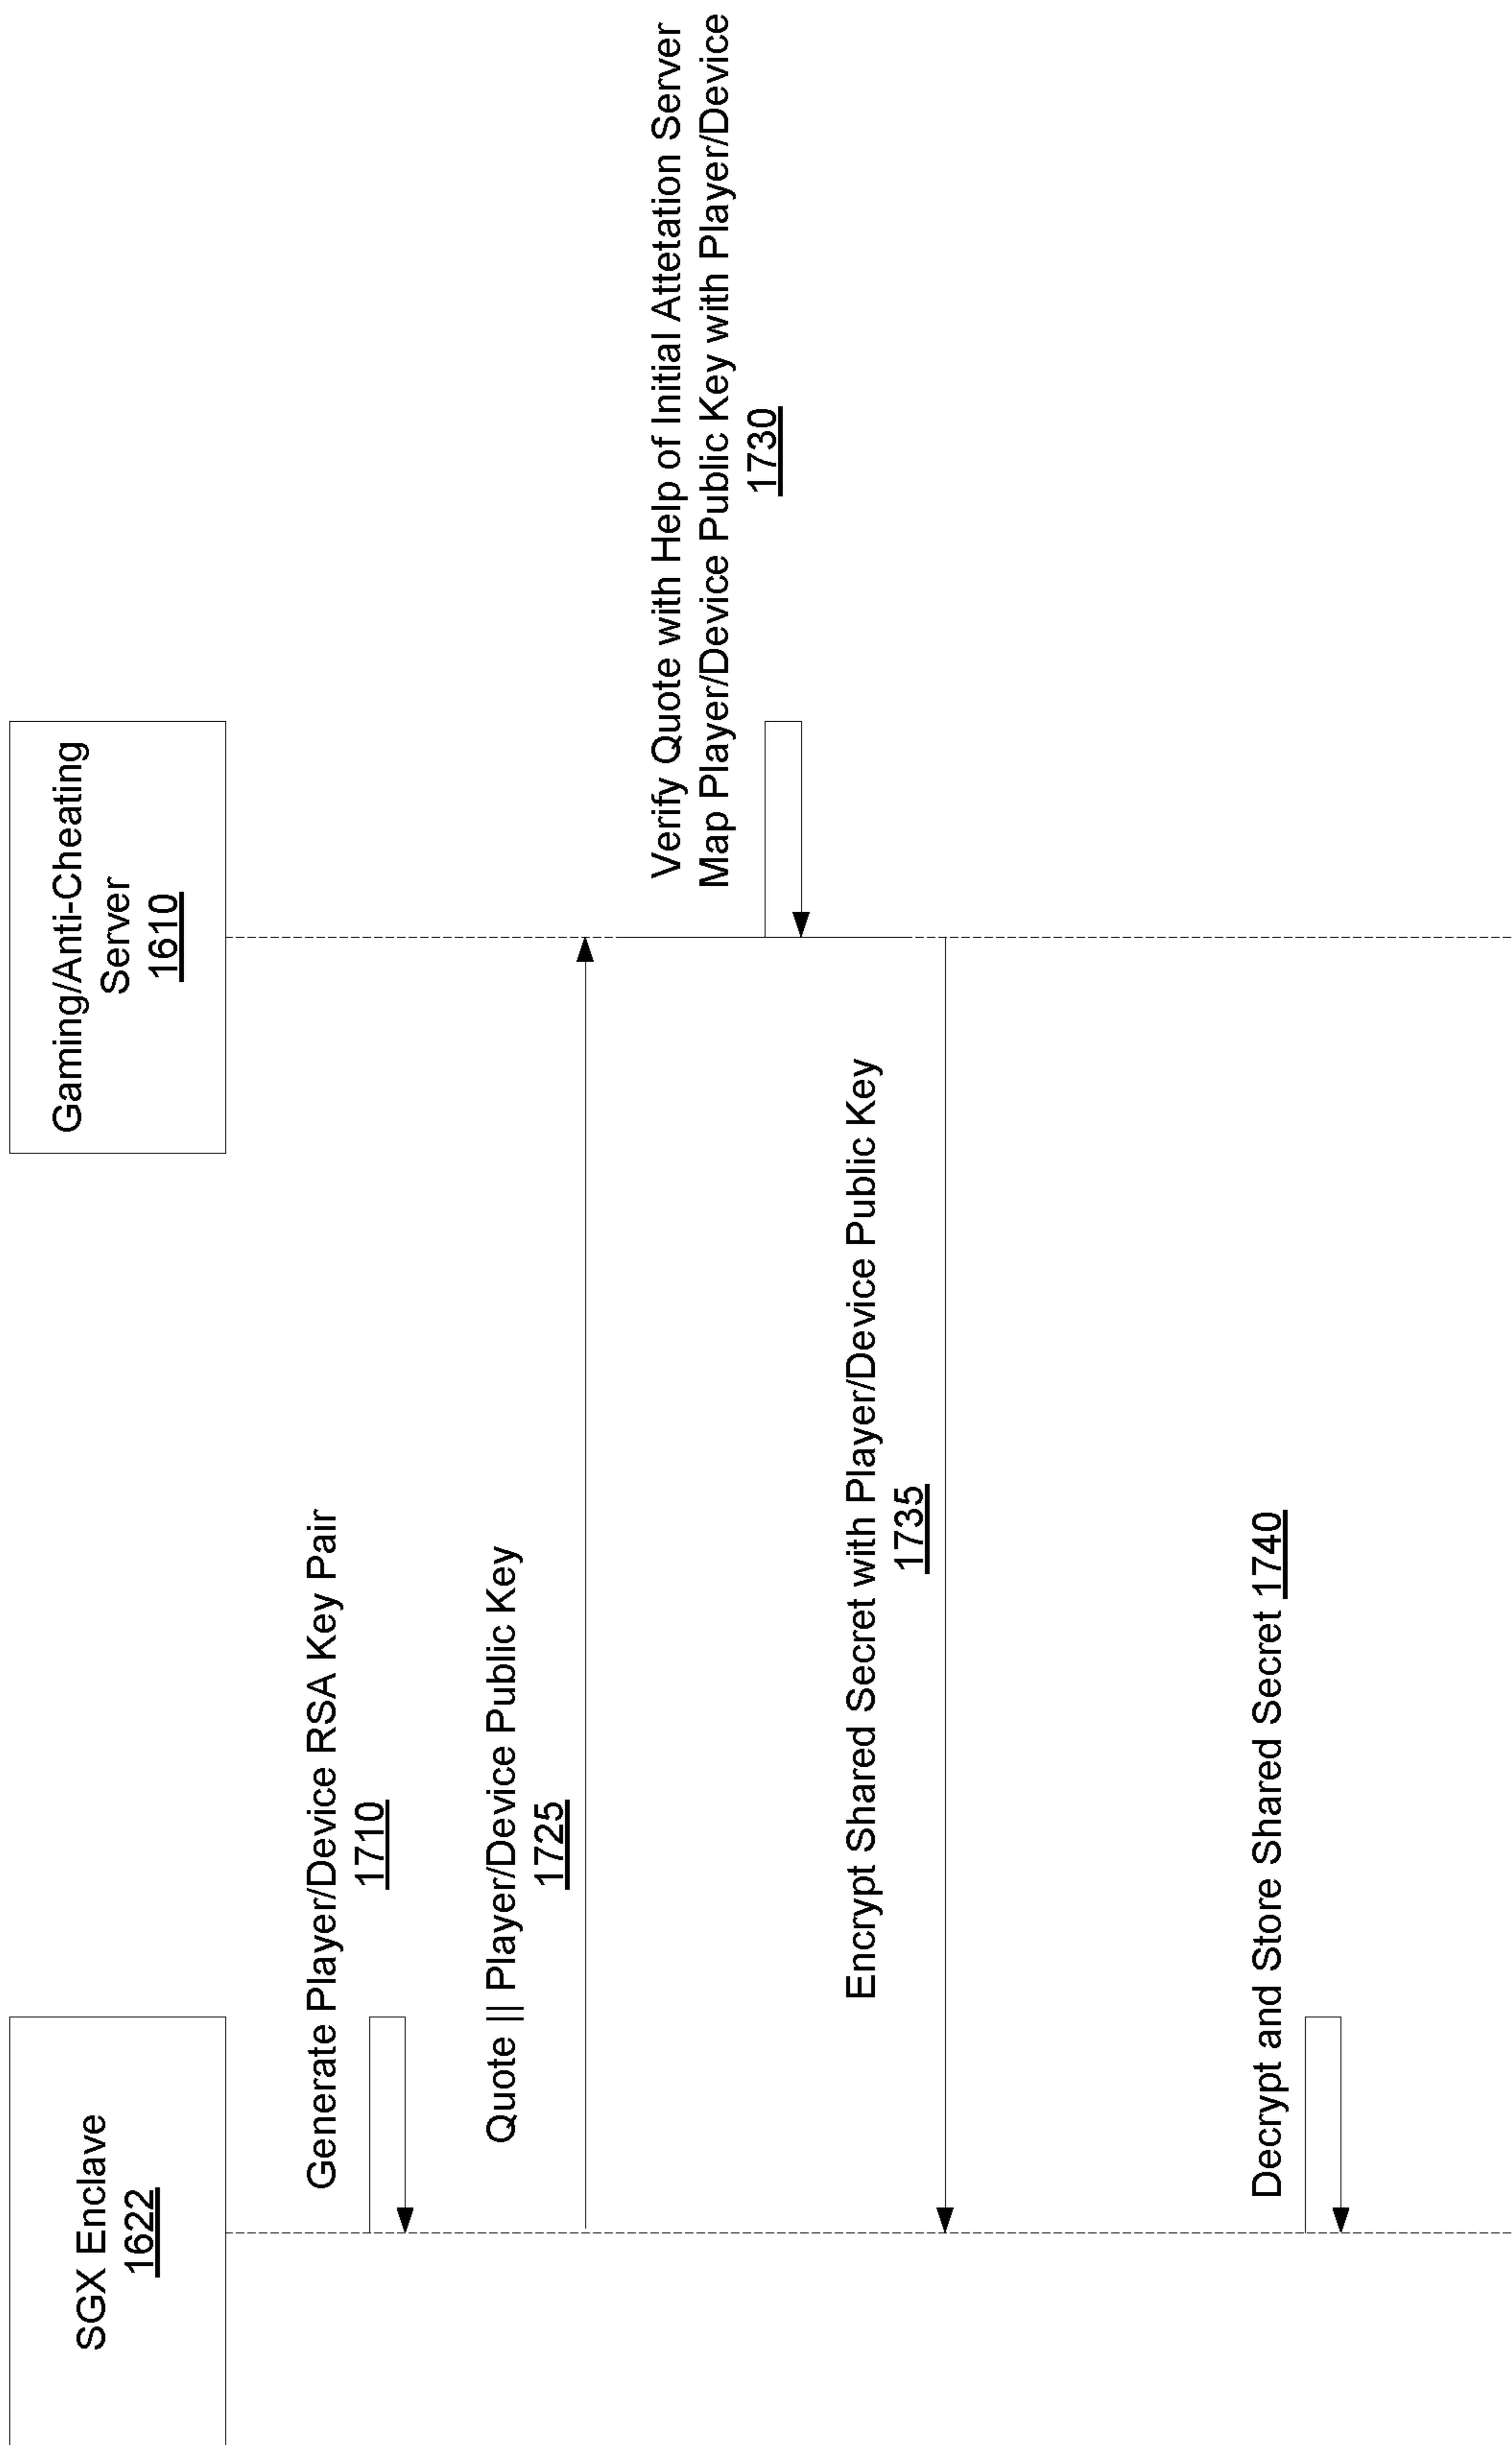 SGX Enclave
1622
Gaming/Anti-Cheating
Server
1610
Generate Player/Device RSA Key Pair
1710
Quote || Player/Device Public Key
1725
Verify Quote with Help of Initial Attetation Server
Map Player/Device Public Key with Player/Device
1730
Encrypt Shared Secret with Player/Device Public Key
1735
Decrypt and Store Shared Secret 1740